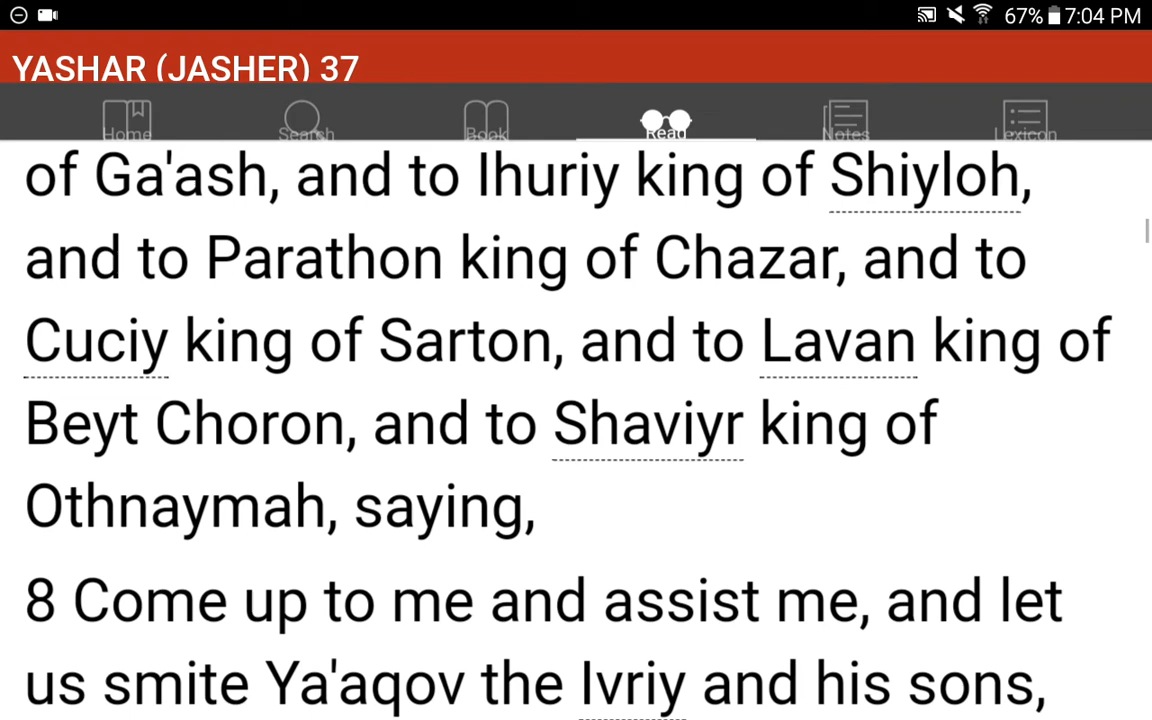 67% 7:04 PM
YASHAR (JASHER) 37
Home Search Book Read Notes Lexicon
of Ga'ash, and to Ihuriy king of Shiyloh,
and to Parathon king of Chazar, and to
Cuciy king of Sarton, and to Lavan king of
Beyt Choron, and to Shaviyr king of
Othnaymah, saying,
8 Come up to me and assist me, and let
us smite Ya'aqov the Ivriy and his sons,